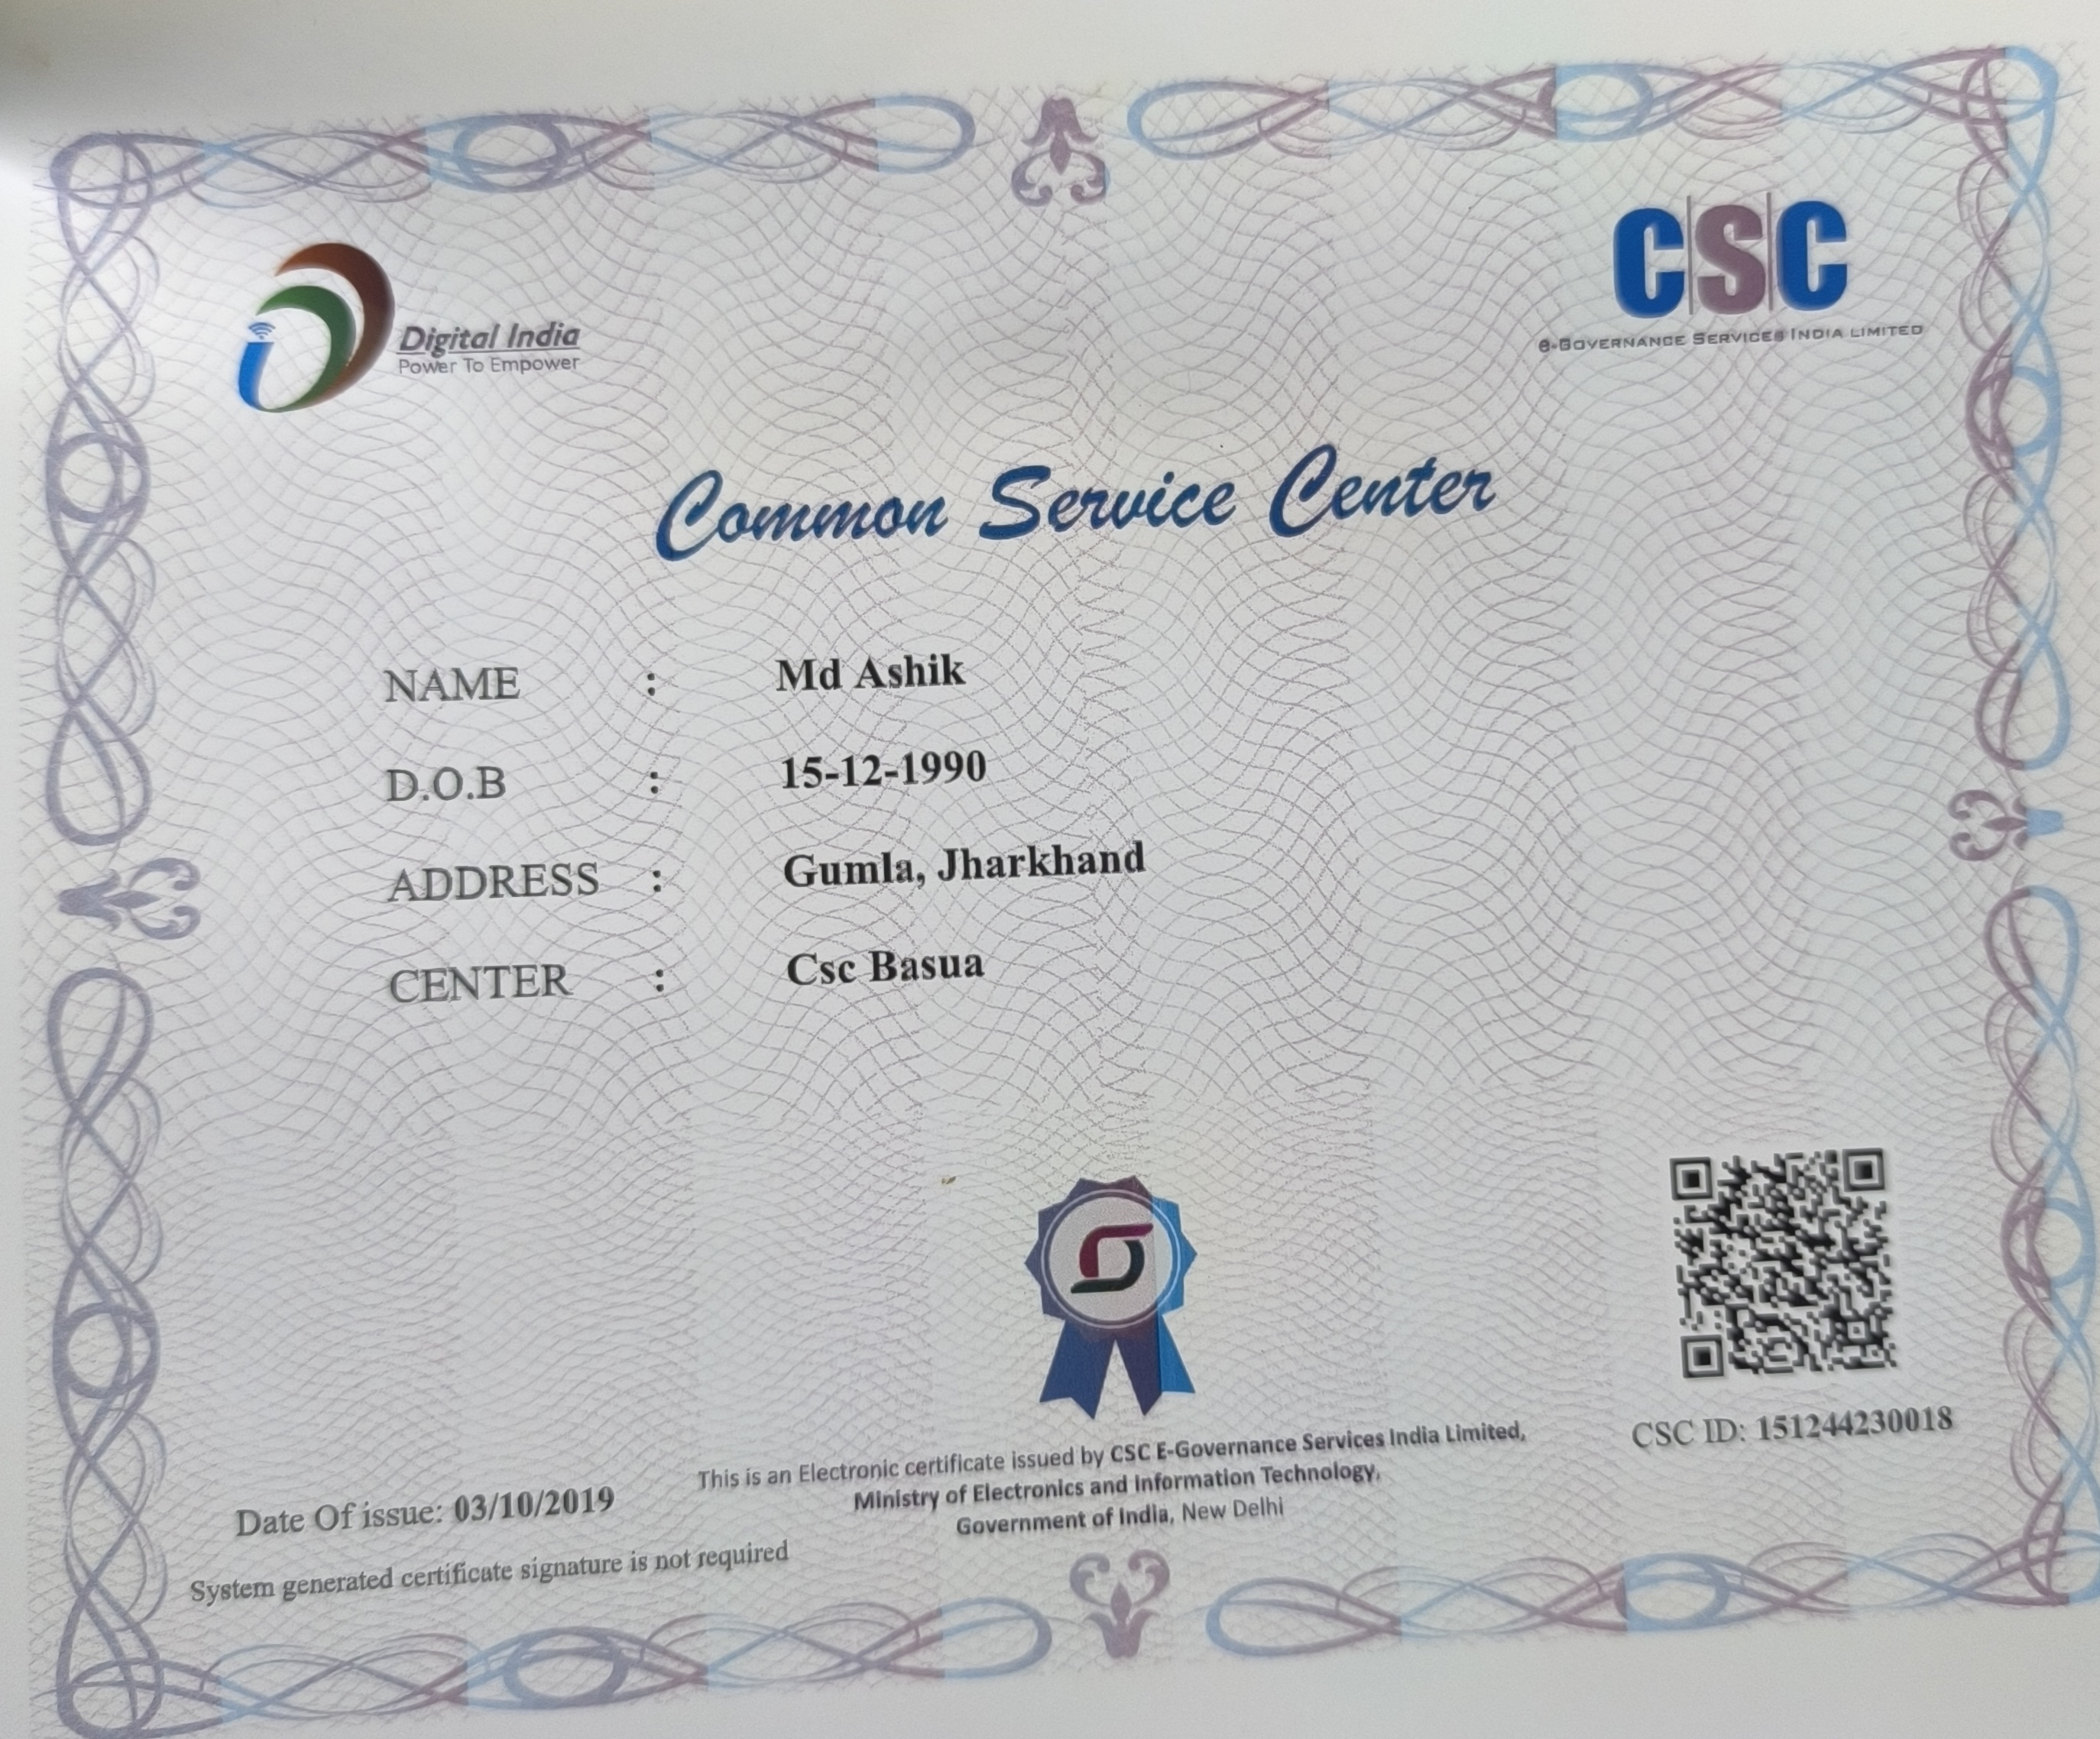 Digital India
Power To Empower
CSC
e-Governance Services India Limited
Common Service Center
NAME : Md Ashik
D.O.B : 15-12-1990
ADDRESS : Gumla, Jharkhand
CENTER : Csc Basua
CSC ID: 151244230018
This is an Electronic certificate issued by CSC E-Governance Services India Limited,
Ministry of Electronics and Information Technology,
Government of India, New Delhi
Date Of issue: 03/10/2019
System generated certificate signature is not required